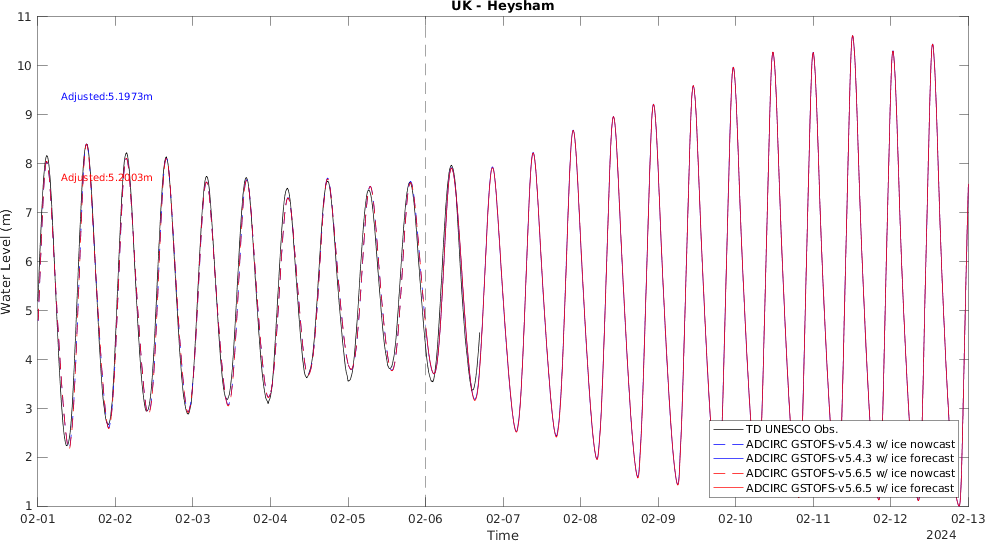 UK - Heysham
11
10
9
8
7
6
5
4
3
2
1
Water Level (m)
Adjusted:5.1973m
Adjusted:5.2003m
TD UNESCO Obs.
ADCIRC GSTOFS-v5.4.3 w/ ice nowcast
ADCIRC GSTOFS-v5.4.3 w/ ice forecast
ADCIRC GSTOFS-v5.6.5 w/ ice nowcast
ADCIRC GSTOFS-v5.6.5 w/ ice forecast
02-01 02-02 02-03 02-04 02-05 02-06 02-07 02-08 02-09 02-10 02-11 02-12 02-13
Time
2024